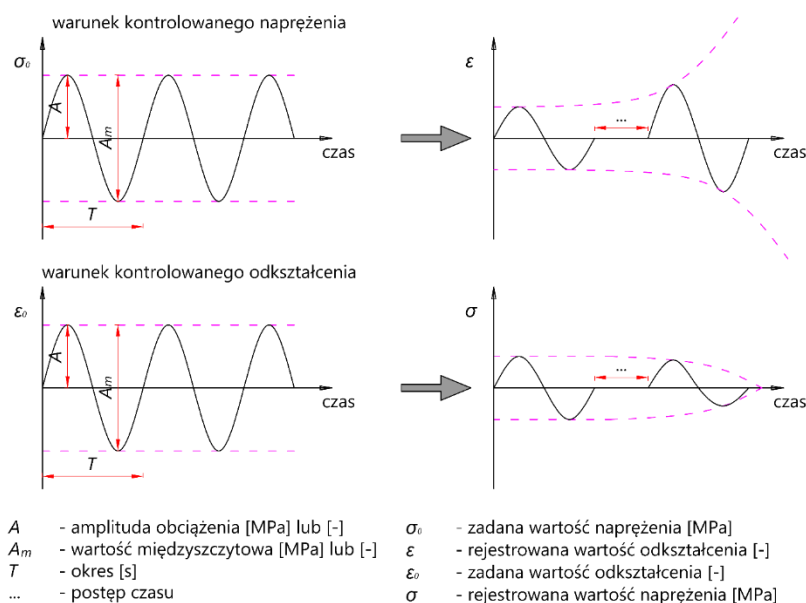 warunek kontrolowanego naprężenia
σ₀
A
Aₘ
T
czas
ε
...
czas
warunek kontrolowanego odkształcenia
ε₀
A
Aₘ
T
czas
σ
...
czas
A - amplituda obciążenia [MPa] lub [-]
Aₘ - wartość międzyszczytowa [MPa] lub [-]
T - okres [s]
... - postęp czasu
σ₀ - zadana wartość naprężenia [MPa]
ε - rejestrowana wartość odkształcenia [-]
ε₀ - zadana wartość odkształcenia [-]
σ - rejestrowana wartość naprężenia [MPa]